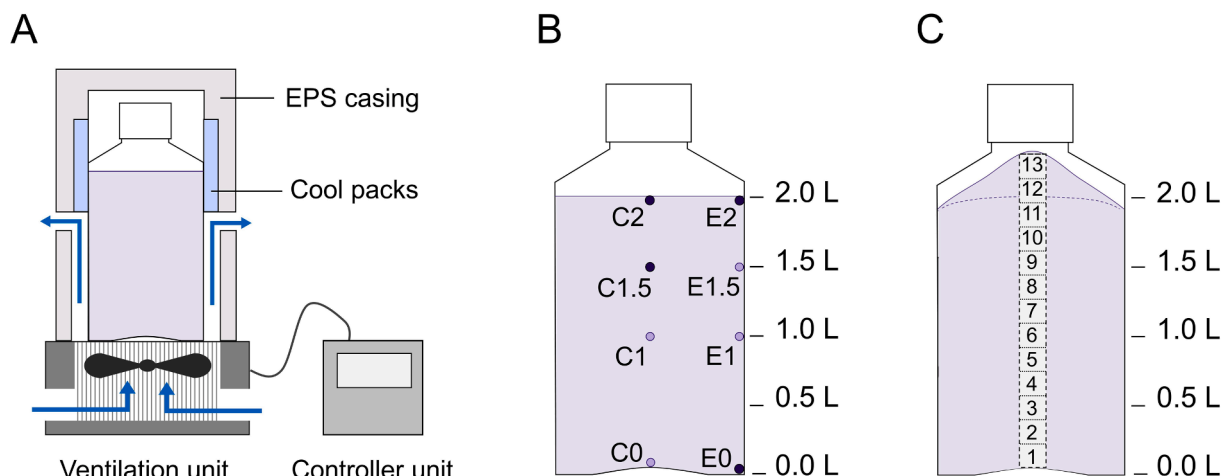 A
B
C
EPS casing
Cool packs
Ventilation unit
Controller unit
2.0 L
1.5 L
1.0 L
0.5 L
0.0 L
C2 E2
C1.5 E1.5
C1 E1
C0 E0
13
12
11
10
9
8
7
6
5
4
3
2
1
2.0 L
1.5 L
1.0 L
0.5 L
0.0 L